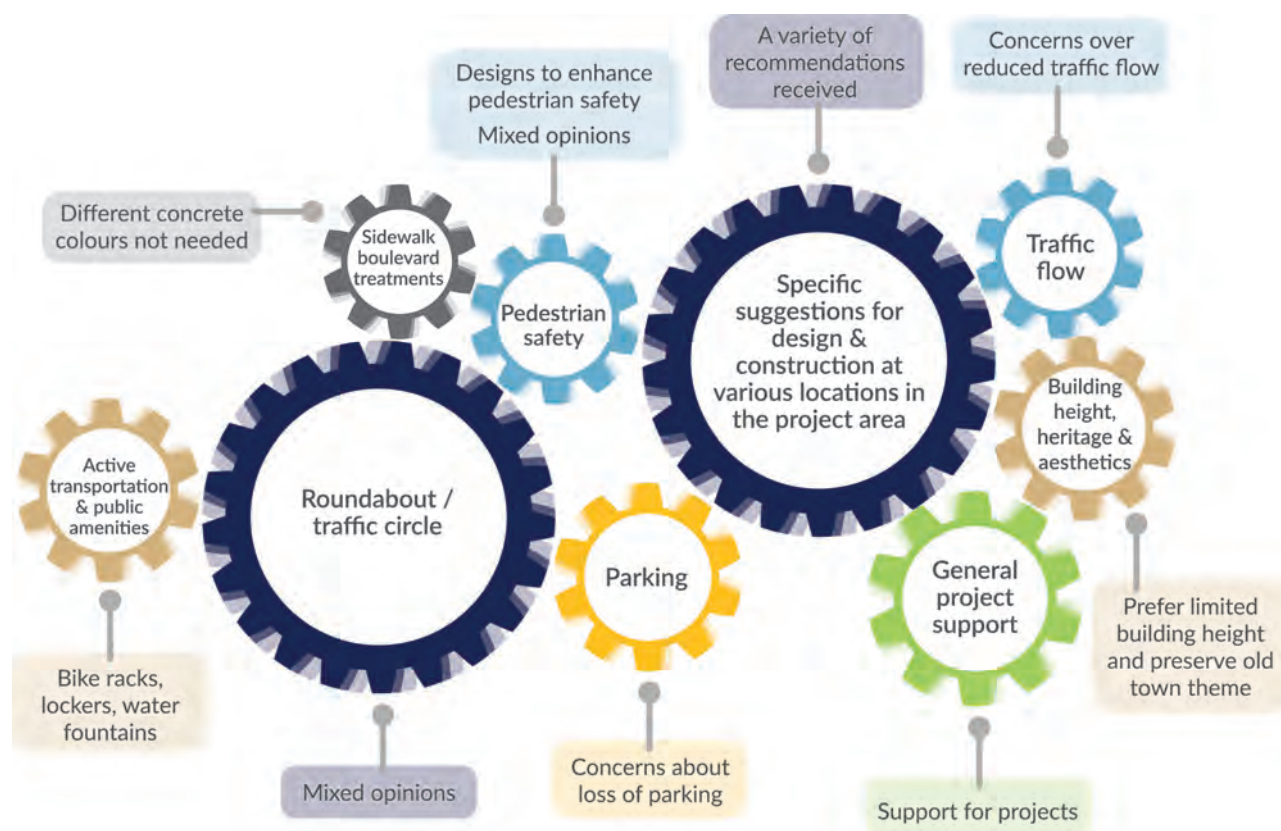 A variety of
recommendations
received
Concerns over
reduced traffic flow
Designs to enhance
pedestrian safety
Mixed opinions
Different concrete
colours not needed
Sidewalk
boulevard
treatments
Pedestrian
safety
Specific
suggestions for
design &
construction at
various locations in
the project area
Traffic
flow
Building
height,
heritage &
aesthetics
Active
transportation
& public
amenities
Roundabout /
traffic circle
Parking
General
project
support
Prefer limited
building height
and preserve old
town theme
Bike racks,
lockers, water
fountains
Mixed opinions
Concerns about
loss of parking
Support for projects